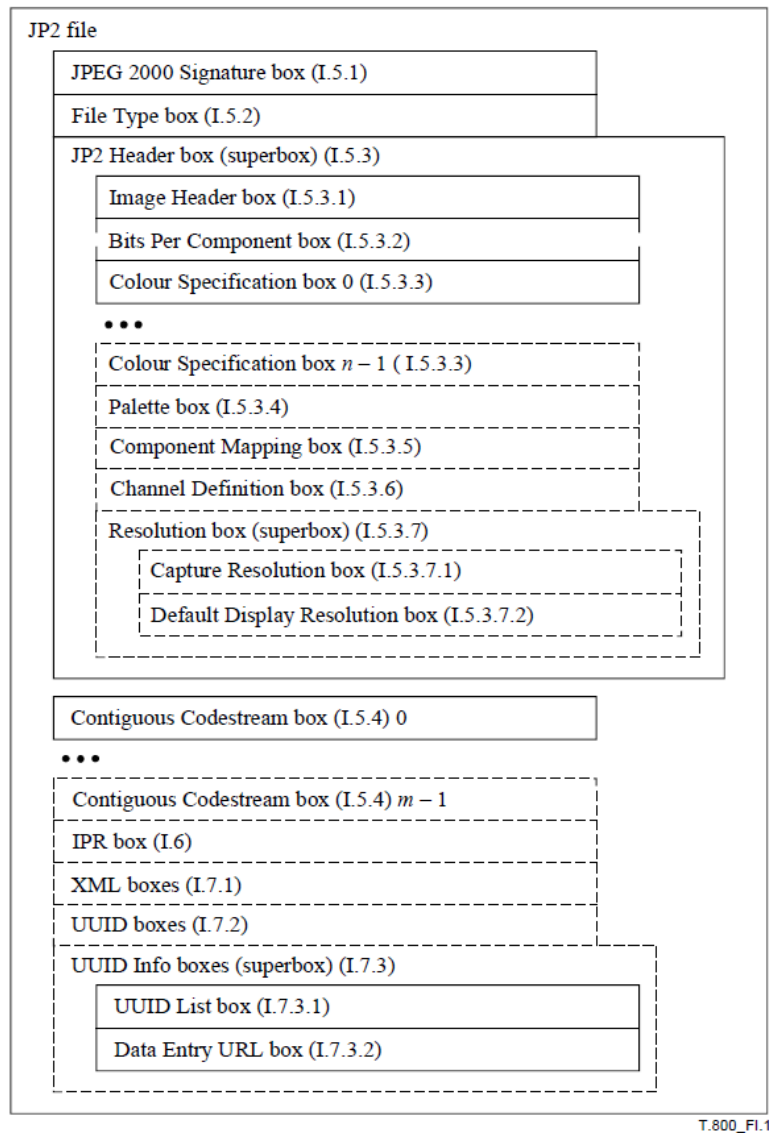 JP2 file
JPEG 2000 Signature box (I.5.1)
File Type box (I.5.2)
JP2 Header box (superbox) (I.5.3)
Image Header box (I.5.3.1)
Bits Per Component box (I.5.3.2)
Colour Specification box 0 (I.5.3.3)
•••
Colour Specification box n – 1 ( I.5.3.3)
Palette box (I.5.3.4)
Component Mapping box (I.5.3.5)
Channel Definition box (I.5.3.6)
Resolution box (superbox) (I.5.3.7)
Capture Resolution box (I.5.3.7.1)
Default Display Resolution box (I.5.3.7.2)
Contiguous Codestream box (I.5.4) 0
•••
Contiguous Codestream box (I.5.4) m – 1
IPR box (I.6)
XML boxes (I.7.1)
UUID boxes (I.7.2)
UUID Info boxes (superbox) (I.7.3)
UUID List box (I.7.3.1)
Data Entry URL box (I.7.3.2)
T.800_FI.1